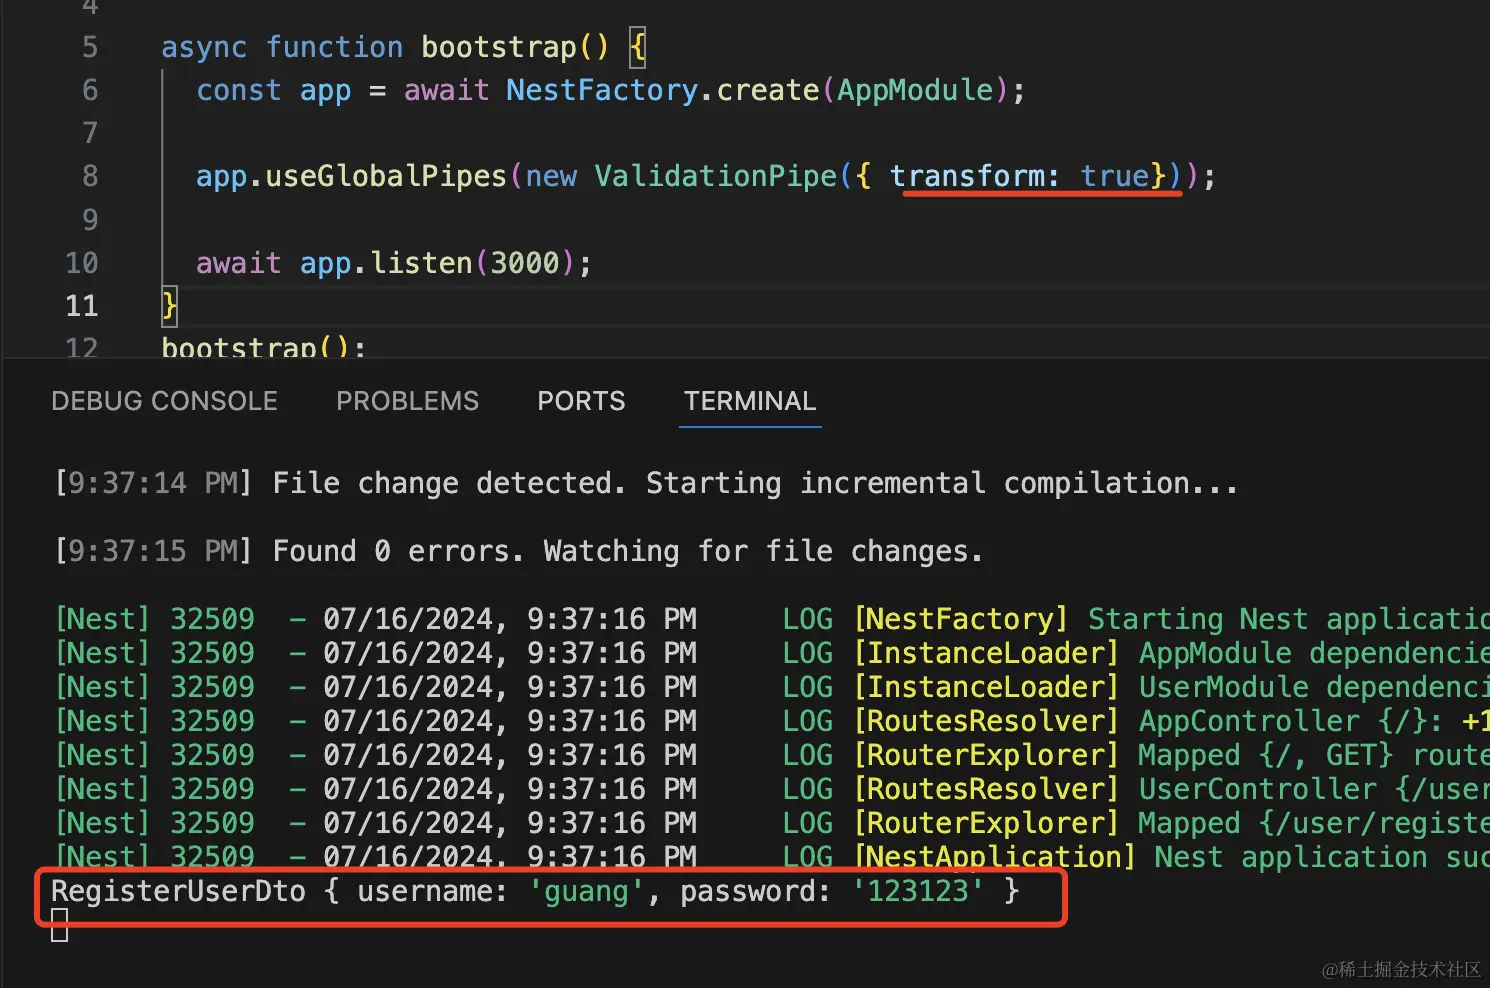 4
5 async function bootstrap() {
6 const app = await NestFactory.create(AppModule);
7
8 app.useGlobalPipes(new ValidationPipe({ transform: true}));
9
10 await app.listen(3000);
11 }
12 bootstrap();
DEBUG CONSOLE PROBLEMS PORTS TERMINAL
[9:37:14 PM] File change detected. Starting incremental compilation...
[9:37:15 PM] Found 0 errors. Watching for file changes.
[Nest] 32509 - 07/16/2024, 9:37:16 PM LOG [NestFactory] Starting Nest applicatio
[Nest] 32509 - 07/16/2024, 9:37:16 PM LOG [InstanceLoader] AppModule dependencie
[Nest] 32509 - 07/16/2024, 9:37:16 PM LOG [InstanceLoader] UserModule dependenci
[Nest] 32509 - 07/16/2024, 9:37:16 PM LOG [RoutesResolver] AppController {/}: +1
[Nest] 32509 - 07/16/2024, 9:37:16 PM LOG [RouterExplorer] Mapped {/, GET} route
[Nest] 32509 - 07/16/2024, 9:37:16 PM LOG [RoutesResolver] UserController {/user
[Nest] 32509 - 07/16/2024, 9:37:16 PM LOG [RouterExplorer] Mapped {/user/registe
[Nest] 32509 - 07/16/2024, 9:37:16 PM LOG [NestApplication] Nest application suc
RegisterUserDto { username: 'guang', password: '123123' }
@稀土掘金技术社区